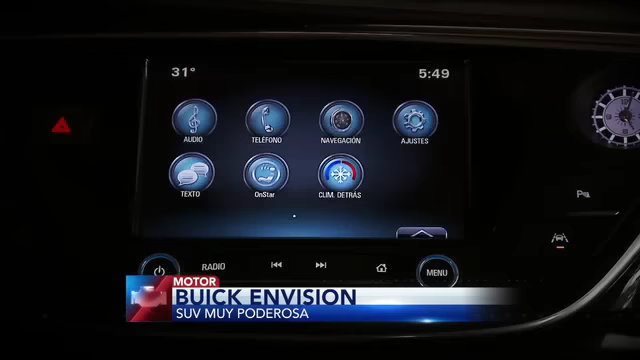 31° 5:49
AUDIO TELÉFONO NAVEGACIÓN AJUSTES
TEXTO OnStar CLIM. DETRÁS
RADIO MENU
MOTOR
BUICK ENVISION
SUV MUY PODEROSA